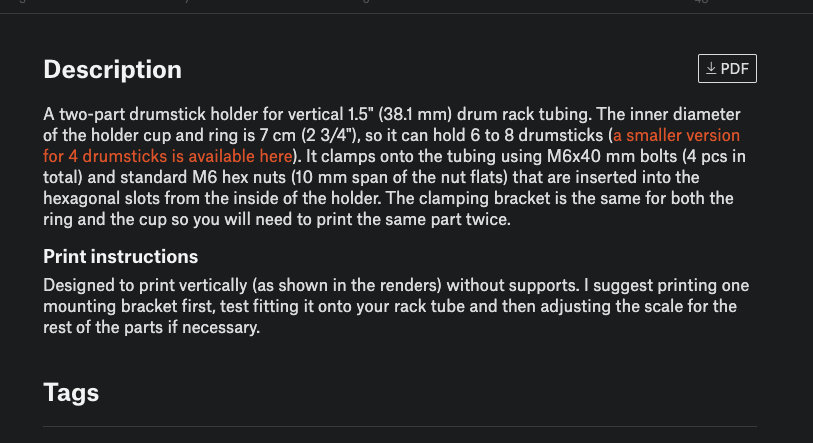 Description
PDF
A two-part drumstick holder for vertical 1.5" (38.1 mm) drum rack tubing. The inner diameter
of the holder cup and ring is 7 cm (2 3/4"), so it can hold 6 to 8 drumsticks (a smaller version
for 4 drumsticks is available here). It clamps onto the tubing using M6x40 mm bolts (4 pcs in
total) and standard M6 hex nuts (10 mm span of the nut flats) that are inserted into the
hexagonal slots from the inside of the holder. The clamping bracket is the same for both the
ring and the cup so you will need to print the same part twice.
Print instructions
Designed to print vertically (as shown in the renders) without supports. I suggest printing one
mounting bracket first, test fitting it onto your rack tube and then adjusting the scale for the
rest of the parts if necessary.
Tags